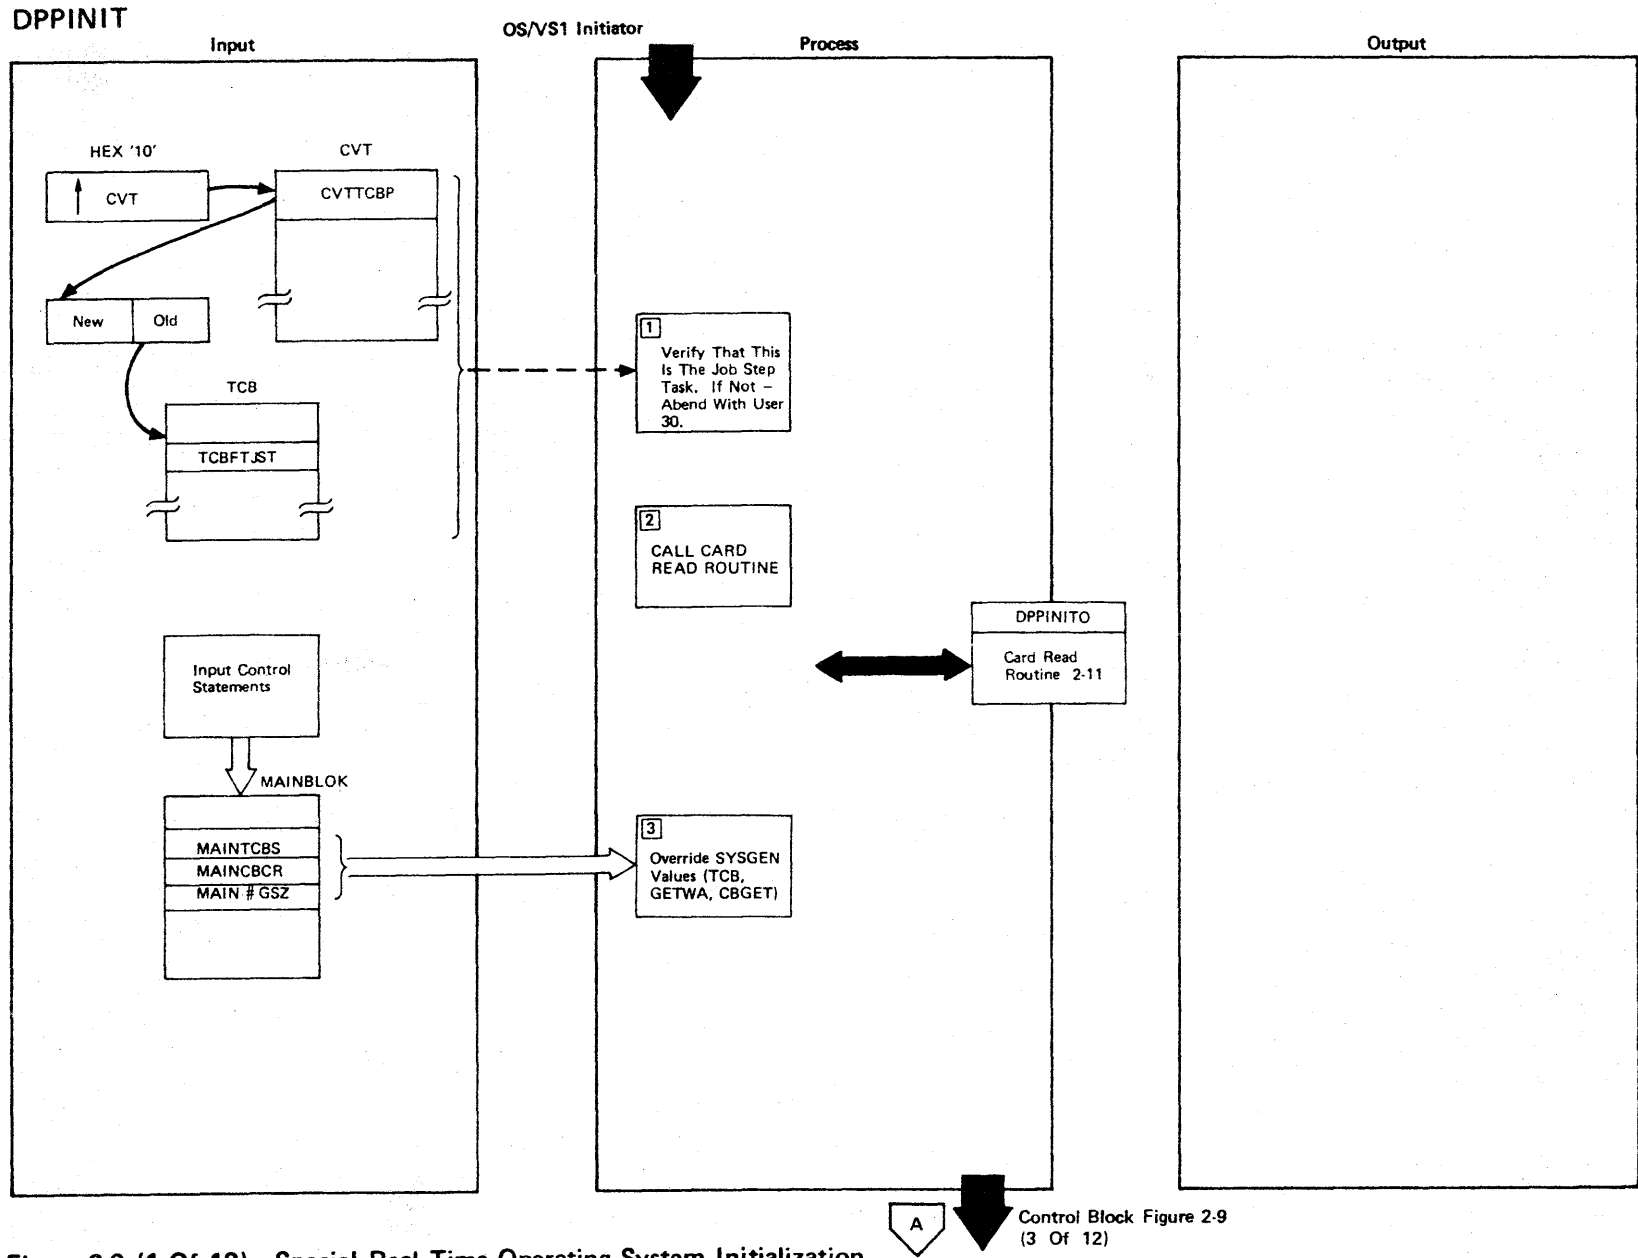 DPPINIT
Input
OS/VS1 Initiator
Process
Output
HEX '10'
CVT
CVT
CVTTCBP
New
Old
TCB
TCBFTJST
1
Verify That This
Is The Job Step
Task. If Not –
Abend With User
30.
2
CALL CARD
READ ROUTINE
DPPINITO
Card Read
Routine 2-11
Input Control
Statements
MAINBLOK
MAINTCBS
MAINCBCR
MAIN # GSZ
3
Override SYSGEN
Values (TCB,
GETWA, CBGET)
A
Control Block Figure 2-9
(3 Of 12)
(1 Of 12) Special Real Time Operating System Initialization